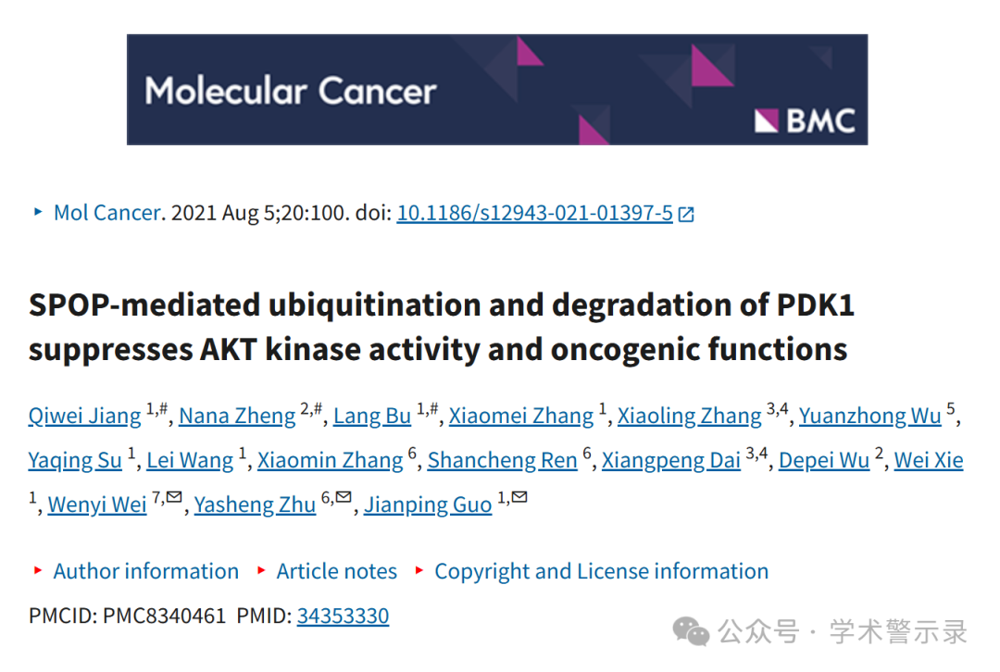 Molecular Cancer
BMC
Mol Cancer. 2021 Aug 5;20:100. doi: 10.1186/s12943-021-01397-5
SPOP-mediated ubiquitination and degradation of PDK1
suppresses AKT kinase activity and oncogenic functions
Qiwei Jiang 1,#, Nana Zheng 2,#, Lang Bu 1,#, Xiaomei Zhang 1, Xiaoling Zhang 3,4, Yuanzhong Wu 5,
Yaqing Su 1, Lei Wang 1, Xiaomin Zhang 6, Shancheng Ren 6, Xiangpeng Dai 3,4, Depei Wu 2, Wei Xie
1, Wenyi Wei 7,✉, Yasheng Zhu 6,✉, Jianping Guo 1,✉
Author information Article notes Copyright and License information
PMCID: PMC8340461 PMID: 34353330
公众号 · 学术警示录